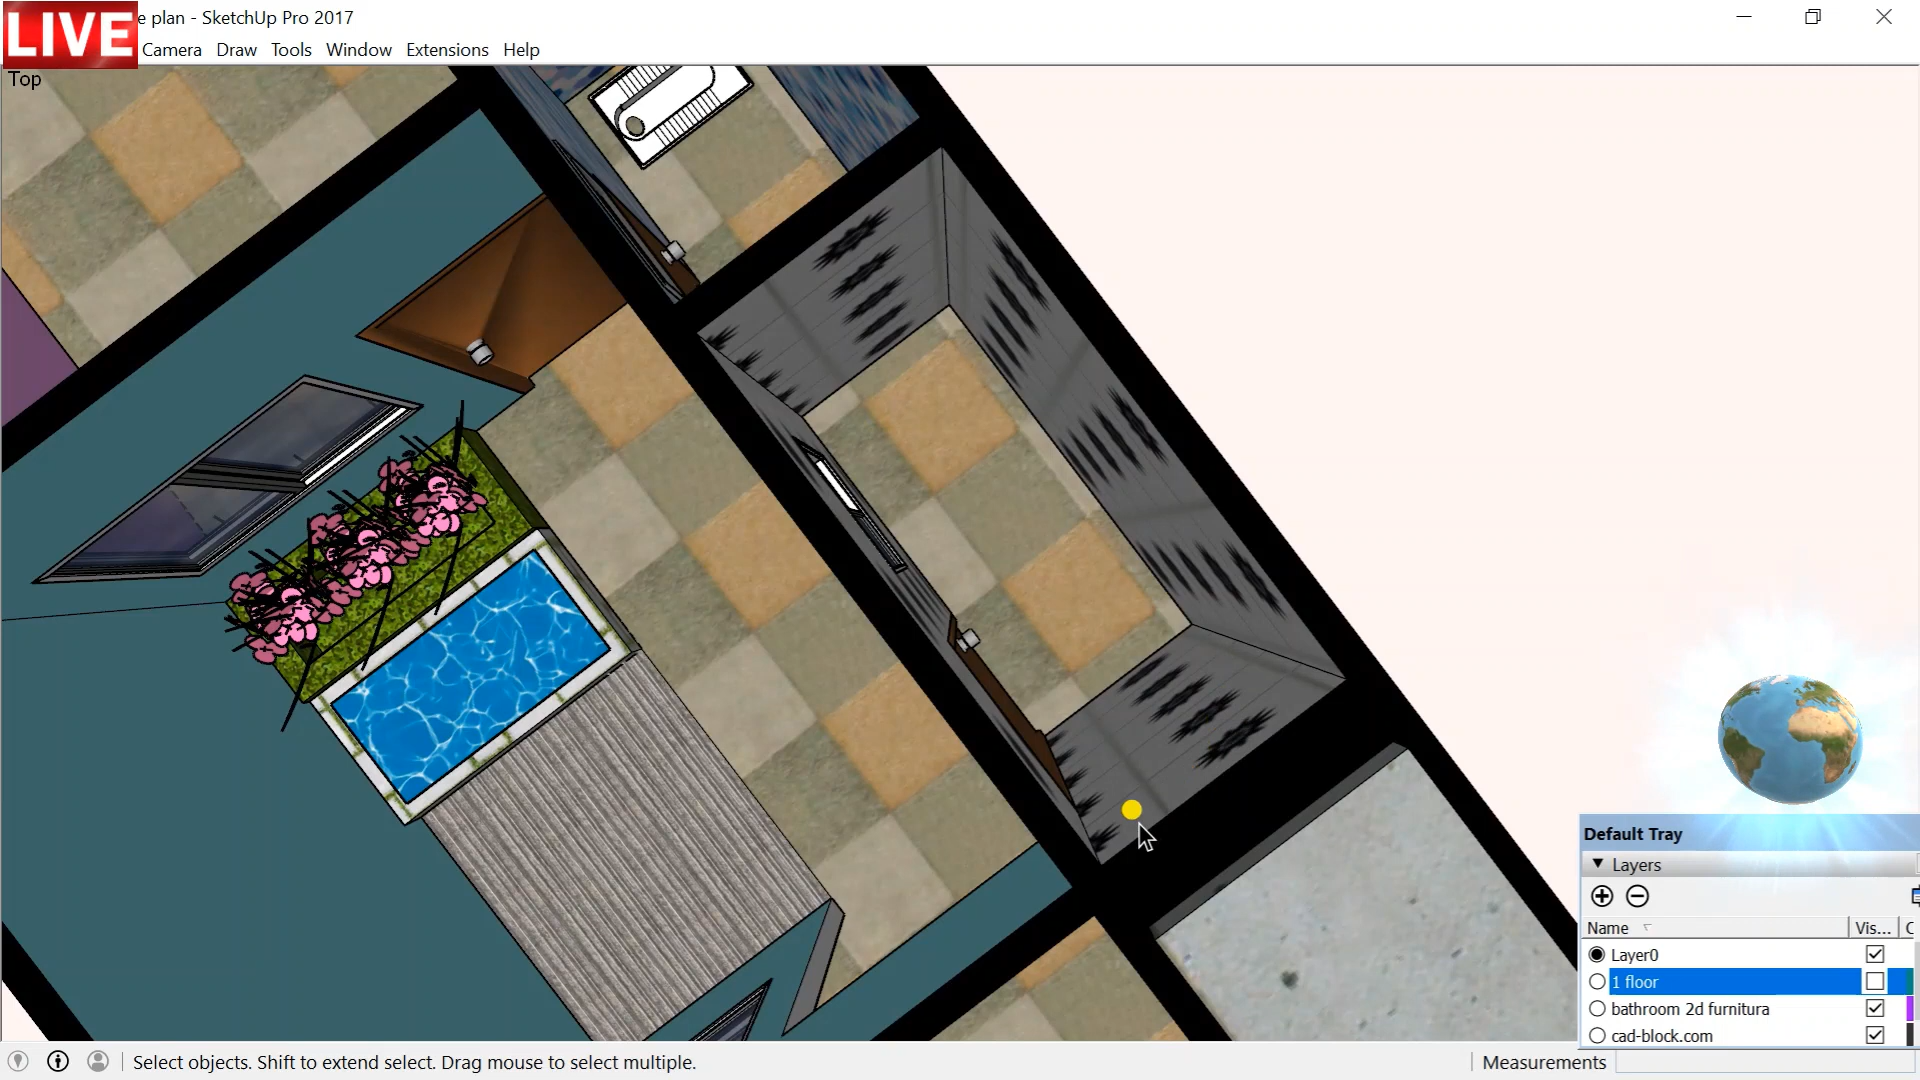 LIVE
e plan - SketchUp Pro 2017
Camera Draw Tools Window Extensions Help
Top
Default Tray
Layers
Name Vis... C
Layer0
1 floor
bathroom 2d furnitura
cad-block.com
Select objects. Shift to extend select. Drag mouse to select multiple.
Measurements